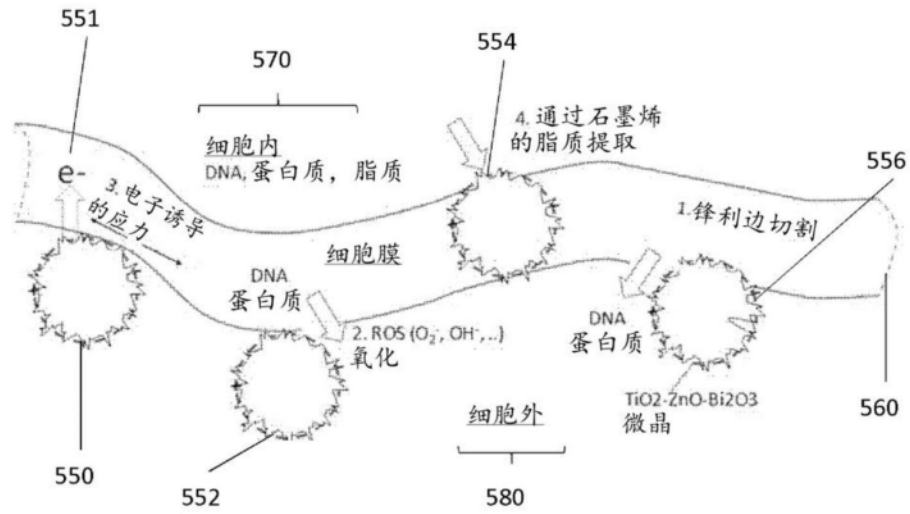 551
570
554
4. 通过石墨烯
的脂质提取
细胞内
DNA, 蛋白质，脂质
556
e-
3. 电子诱导
的应力
1. 锋利边切割
细胞膜
DNA
蛋白质
2. ROS (O₂⁻, OH⁻,...)
氧化
DNA
蛋白质
TiO2-ZnO-Bi2O3
微晶
细胞外
560
550
552
580